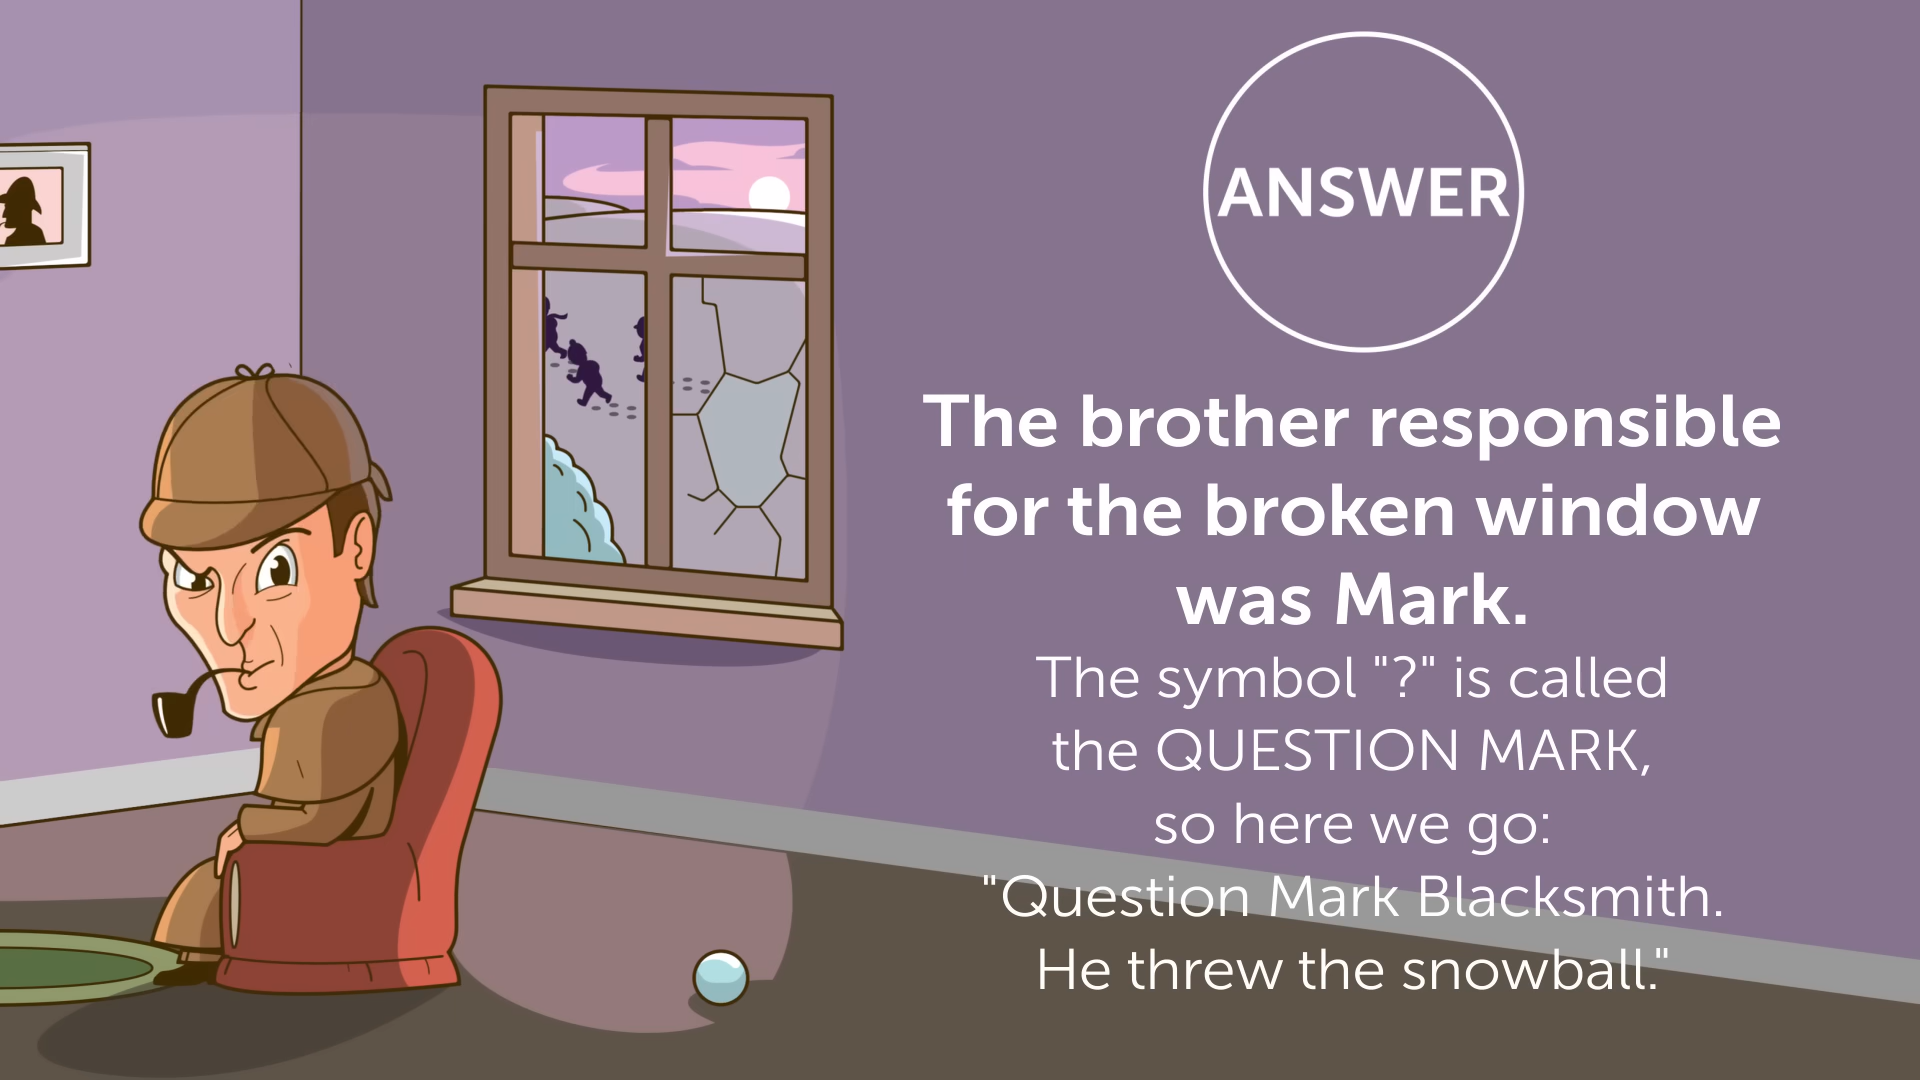 ANSWER
The brother responsible
for the broken window
was Mark.
The symbol "?" is called
the QUESTION MARK,
so here we go:
"Question Mark Blacksmith.
He threw the snowball."